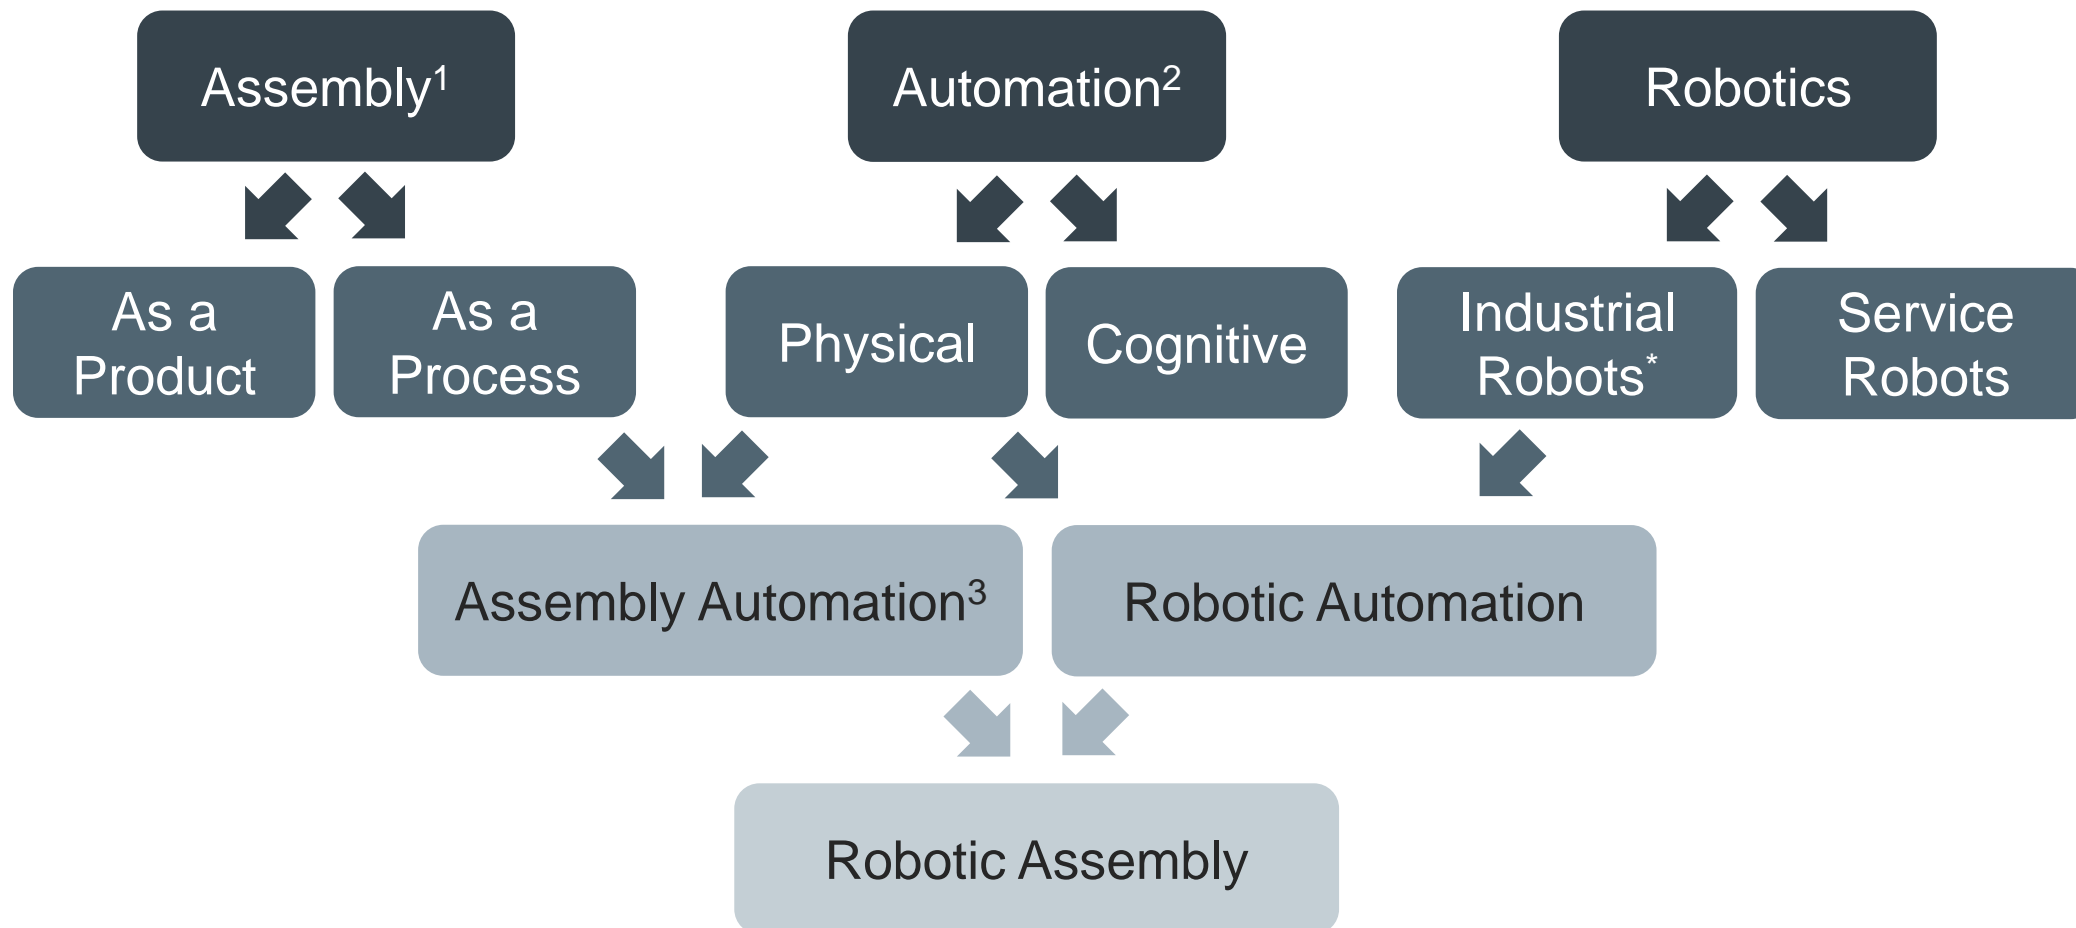 Assembly¹
Automation²
Robotics
As a
Product
As a
Process
Physical
Cognitive
Industrial
Robots*
Service
Robots
Assembly Automation³
Robotic Automation
Robotic Assembly